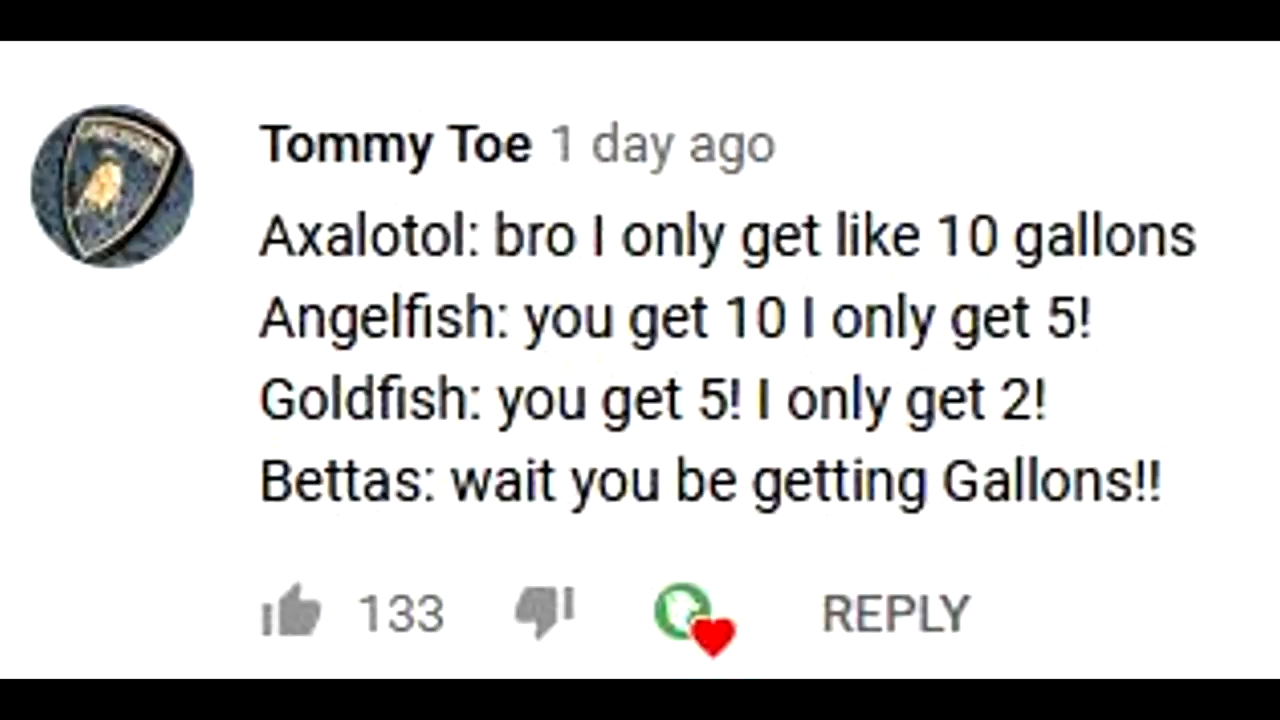 Tommy Toe 1 day ago
Axalotol: bro I only get like 10 gallons
Angelfish: you get 10 I only get 5!
Goldfish: you get 5! I only get 2!
Bettas: wait you be getting Gallons!!
133 REPLY